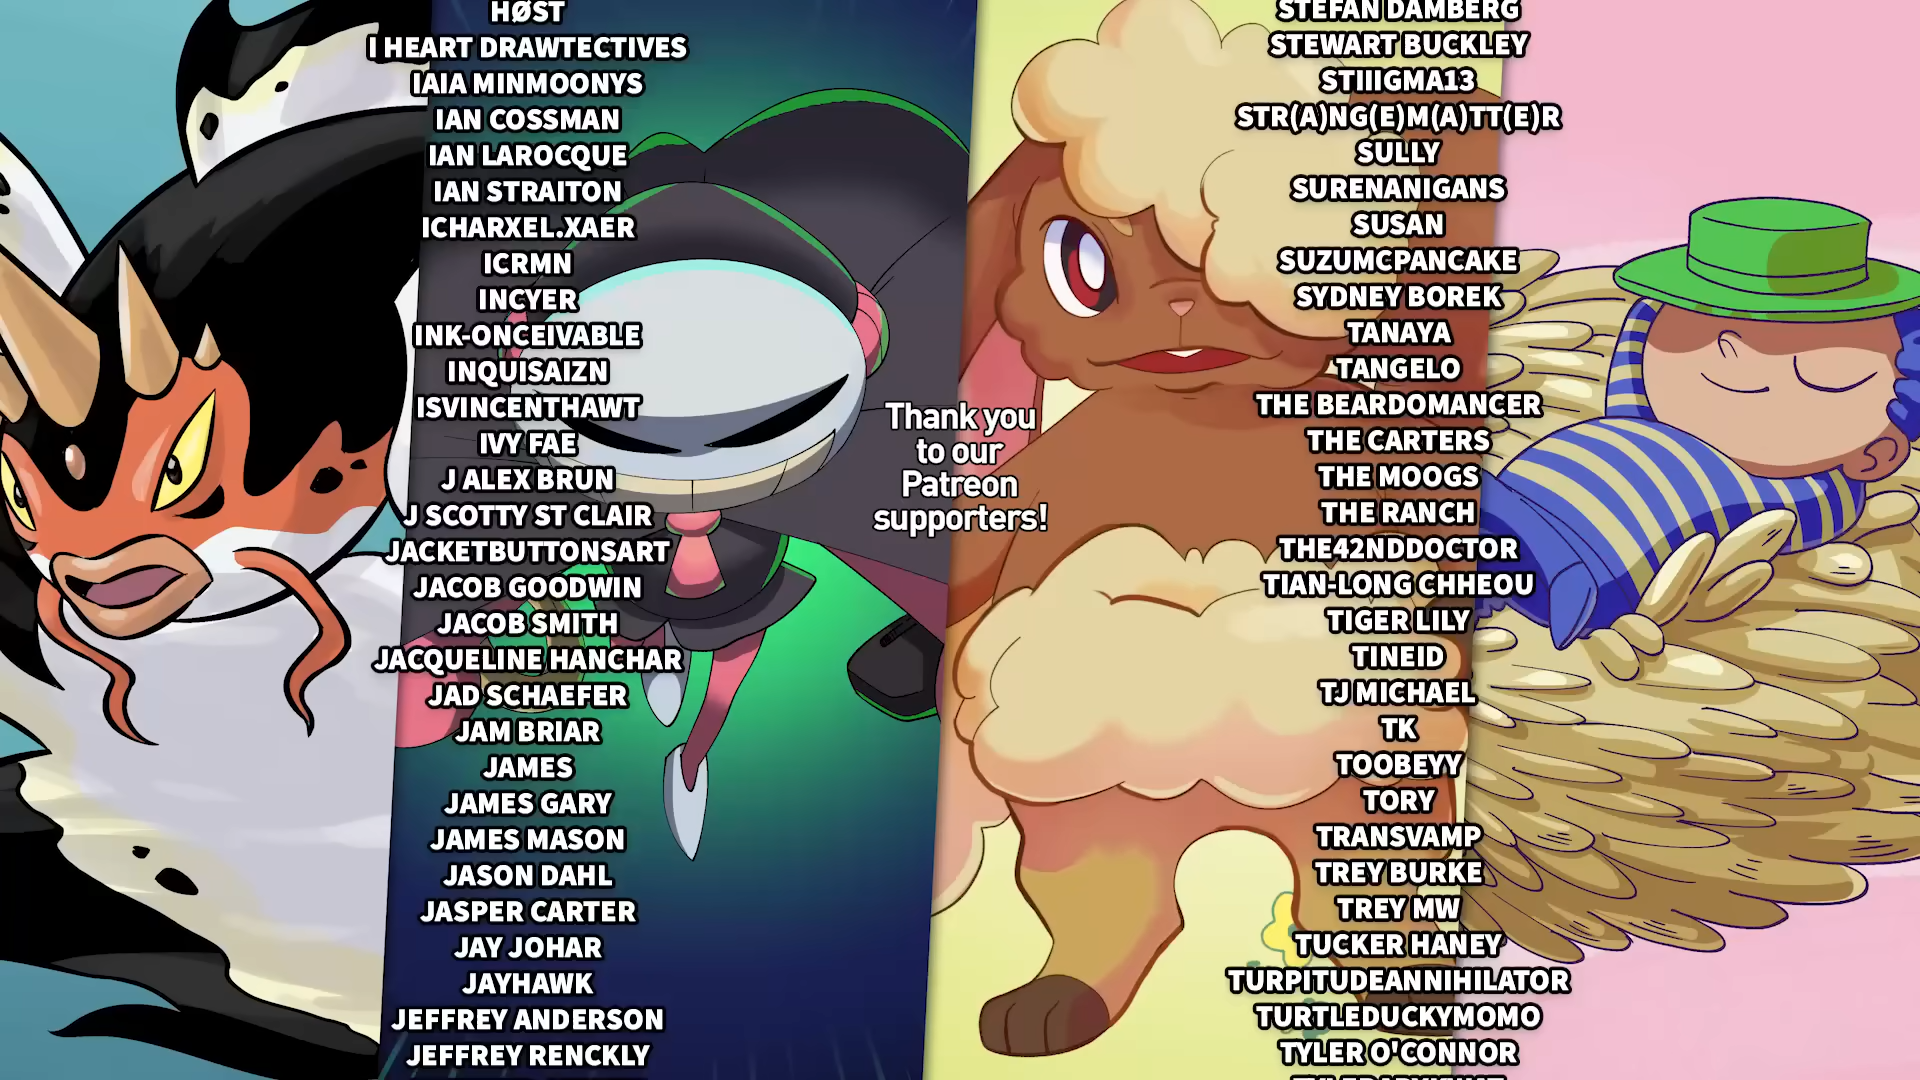 HØST
I HEART DRAWTECTIVES
IAIA MINMOONYS
IAN COSSMAN
IAN LAROCQUE
IAN STRAITON
ICHARXEL.XAER
ICRMN
INCYER
INK-ONCEIVABLE
INQUISAIZN
ISVINCENTHAWT
IVY FAE
J ALEX BRUN
J SCOTTY ST CLAIR
JACKETBUTTONSART
JACOB GOODWIN
JACOB SMITH
JACQUELINE HANCHAR
JAD SCHAEFER
JAM BRIAR
JAMES
JAMES GARY
JAMES MASON
JASON DAHL
JASPER CARTER
JAY JOHAR
JAYHAWK
JEFFREY ANDERSON
JEFFREY RENCKLY
Thank you
to our
Patreon
supporters!
STEFAN DAMBERG
STEWART BUCKLEY
STIIIGMA13
STR(A)NG(E)M(A)TT(E)R
SULLY
SURENANIGANS
SUSAN
SUZUMCPANCAKE
SYDNEY BOREK
TANAYA
TANGELO
THE BEARDOMANCER
THE CARTERS
THE MOOGS
THE RANCH
THE42NDDOCTOR
TIAN-LONG CHHEOU
TIGER LILY
TINEID
TJ MICHAEL
TK
TOOBEYY
TORY
TRANSVAMP
TREY BURKE
TREY MW
TUCKER HANEY
TURPITUDEANNIHILATOR
TURTLEDUCKYMOMO
TYLER O'CONNOR